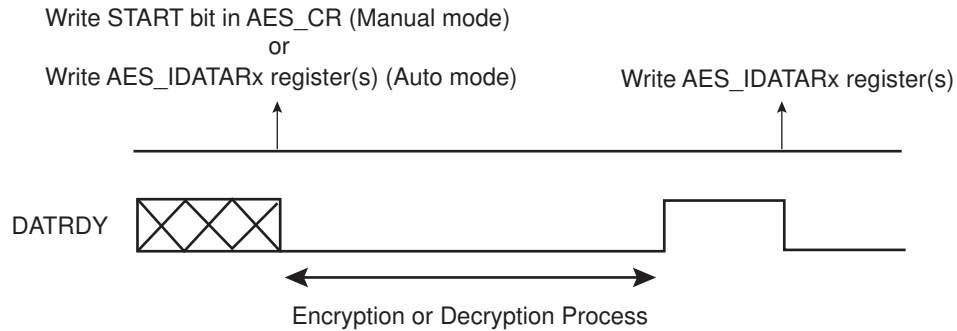 Write START bit in AES_CR (Manual mode)
or
Write AES_IDATARx register(s) (Auto mode)
Write AES_IDATARx register(s)
DATRDY
Encryption or Decryption Process